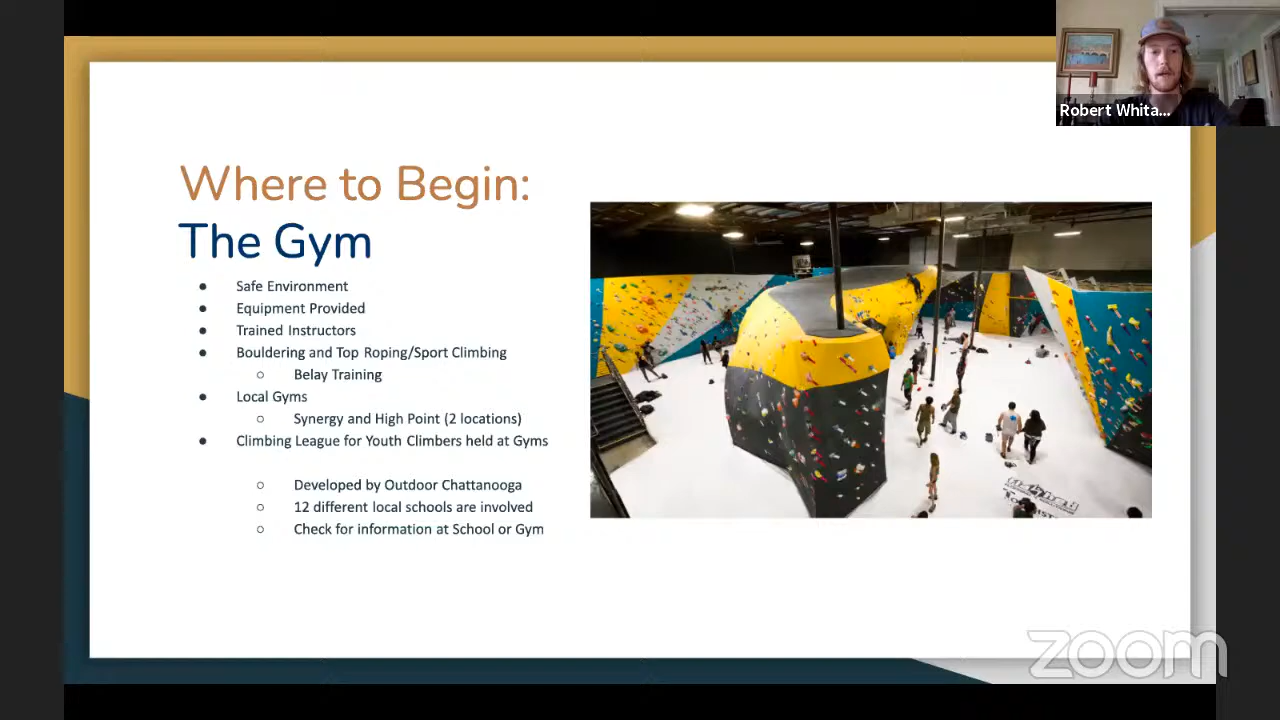 Robert Whita...
Where to Begin:
The Gym
● Safe Environment
● Equipment Provided
● Trained Instructors
● Bouldering and Top Roping/Sport Climbing
○ Belay Training
● Local Gyms
○ Synergy and High Point (2 locations)
● Climbing League for Youth Climbers held at Gyms
○ Developed by Outdoor Chattanooga
○ 12 different local schools are involved
○ Check for information at School or Gym
zoom